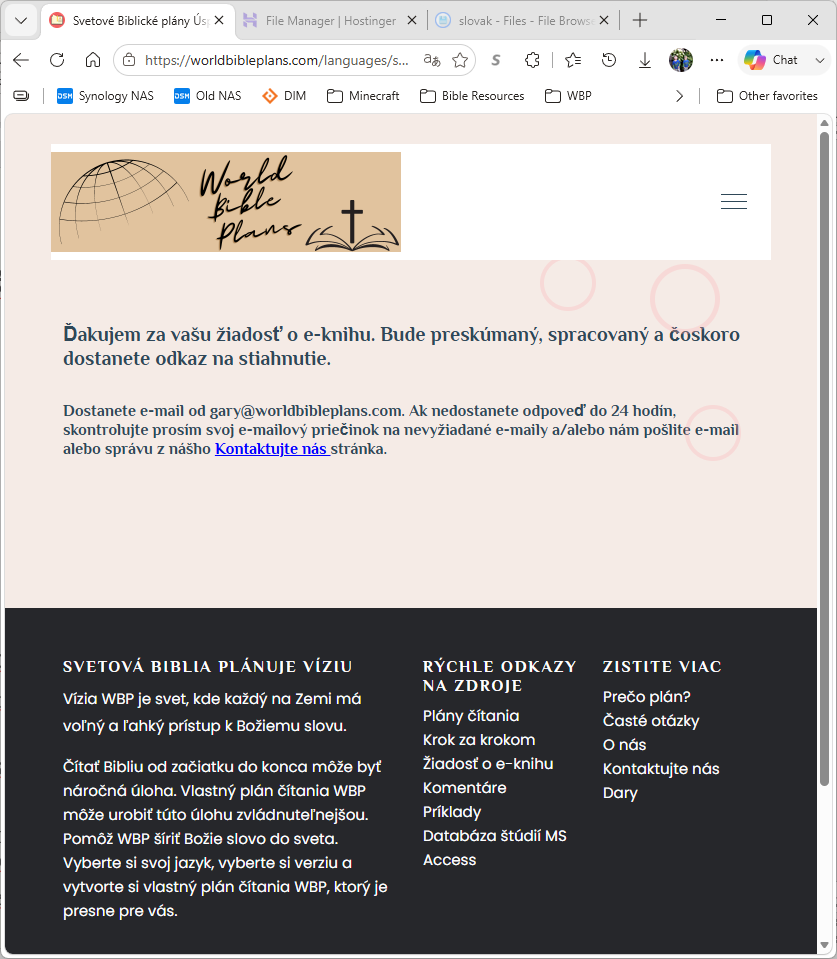 Svetové Biblické plány Úsp
File Manager | Hostinger
slovak - Files - File Browse
https://worldbibleplans.com/languages/s...
Chat
Synology NAS
Old NAS
DIM
Minecraft
Bible Resources
WBP
Other favorites
World
Bible
Plans
Ďakujem za vašu žiadosť o e-knihu. Bude preskúmaný, spracovaný a čoskoro
dostanete odkaz na stiahnutie.
Dostanete e-mail od gary@worldbibleplans.com. Ak nedostanete odpoveď do 24 hodín,
skontrolujte prosím svoj e-mailový priečinok na nevyžiadané e-maily a/alebo nám pošlite e-mail
alebo správu z nášho Kontaktujte nás stránka.
SVETOVÁ BIBLIA PLÁNUJE VÍZIU
Vízia WBP je svet, kde každý na Zemi má
voľný a ľahký prístup k Božiemu slovu.
Čítať Bibliu od začiatku do konca môže byť
náročná úloha. Vlastný plán čítania WBP
môže urobiť túto úlohu zvládnuteľnejšou.
Pomôž WBP šíriť Božie slovo do sveta.
Vyberte si svoj jazyk, vyberte si verziu a
vytvorte si vlastný plán čítania WBP, ktorý je
presne pre vás.
RÝCHLE ODKAZY
NA ZDROJE
Plány čítania
Krok za krokom
Žiadosť o e-knihu
Komentáre
Príklady
Databáza štúdií MS
Access
ZISTITE VIAC
Prečo plán?
Časté otázky
O nás
Kontaktujte nás
Dary